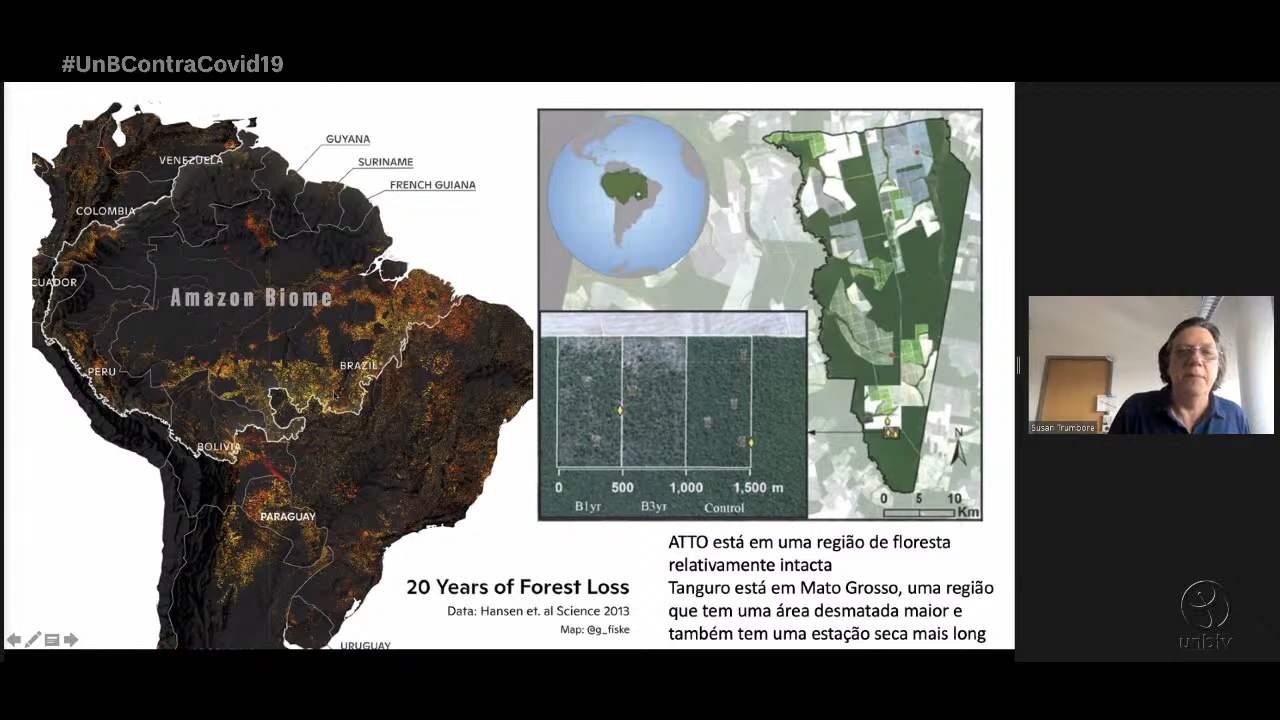 #UnBContraCovid19
GUYANA
VENEZUELA
SURINAME
FRENCH GUIANA
COLOMBIA
CUADOR
Amazon Biome
PERU
BRAZIL
BOLIVIA
PARAGUAY
URUGUAY
20 Years of Forest Loss
Data: Hansen et. al Science 2013
Map: @g_fiske
0 500 1,000 1,500 m
B1yr B3yr Control
N
0 5 10
Km
ATTO está em uma região de floresta
relativamente intacta
Tanguro está em Mato Grosso, uma região
que tem uma área desmatada maior e
também tem uma estação seca mais long
Susan Trumbore
unbtv